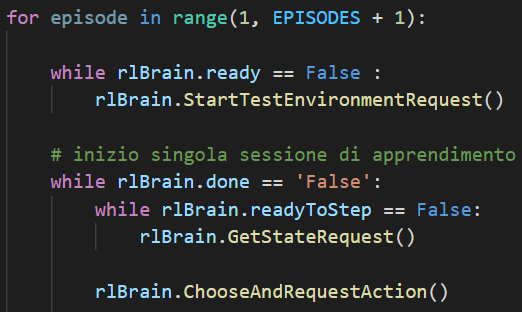 for episode in range(1, EPISODES + 1):
while rlBrain.ready == False :
rlBrain.StartTestEnvironmentRequest()
# inizio singola sessione di apprendimento
while rlBrain.done == 'False':
while rlBrain.readyToStep == False:
rlBrain.GetStateRequest()
rlBrain.ChooseAndRequestAction()